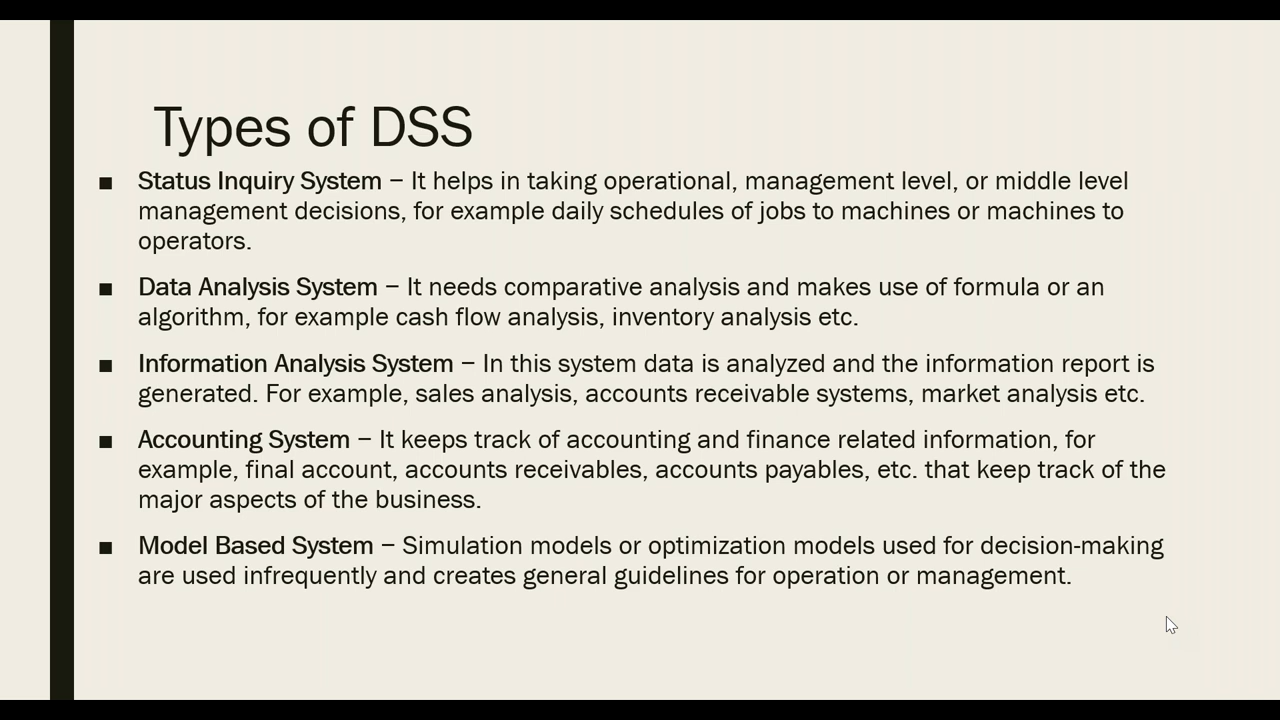 Types of DSS
■ Status Inquiry System − It helps in taking operational, management level, or middle level
management decisions, for example daily schedules of jobs to machines or machines to
operators.
■ Data Analysis System − It needs comparative analysis and makes use of formula or an
algorithm, for example cash flow analysis, inventory analysis etc.
■ Information Analysis System − In this system data is analyzed and the information report is
generated. For example, sales analysis, accounts receivable systems, market analysis etc.
■ Accounting System − It keeps track of accounting and finance related information, for
example, final account, accounts receivables, accounts payables, etc. that keep track of the
major aspects of the business.
■ Model Based System − Simulation models or optimization models used for decision-making
are used infrequently and creates general guidelines for operation or management.